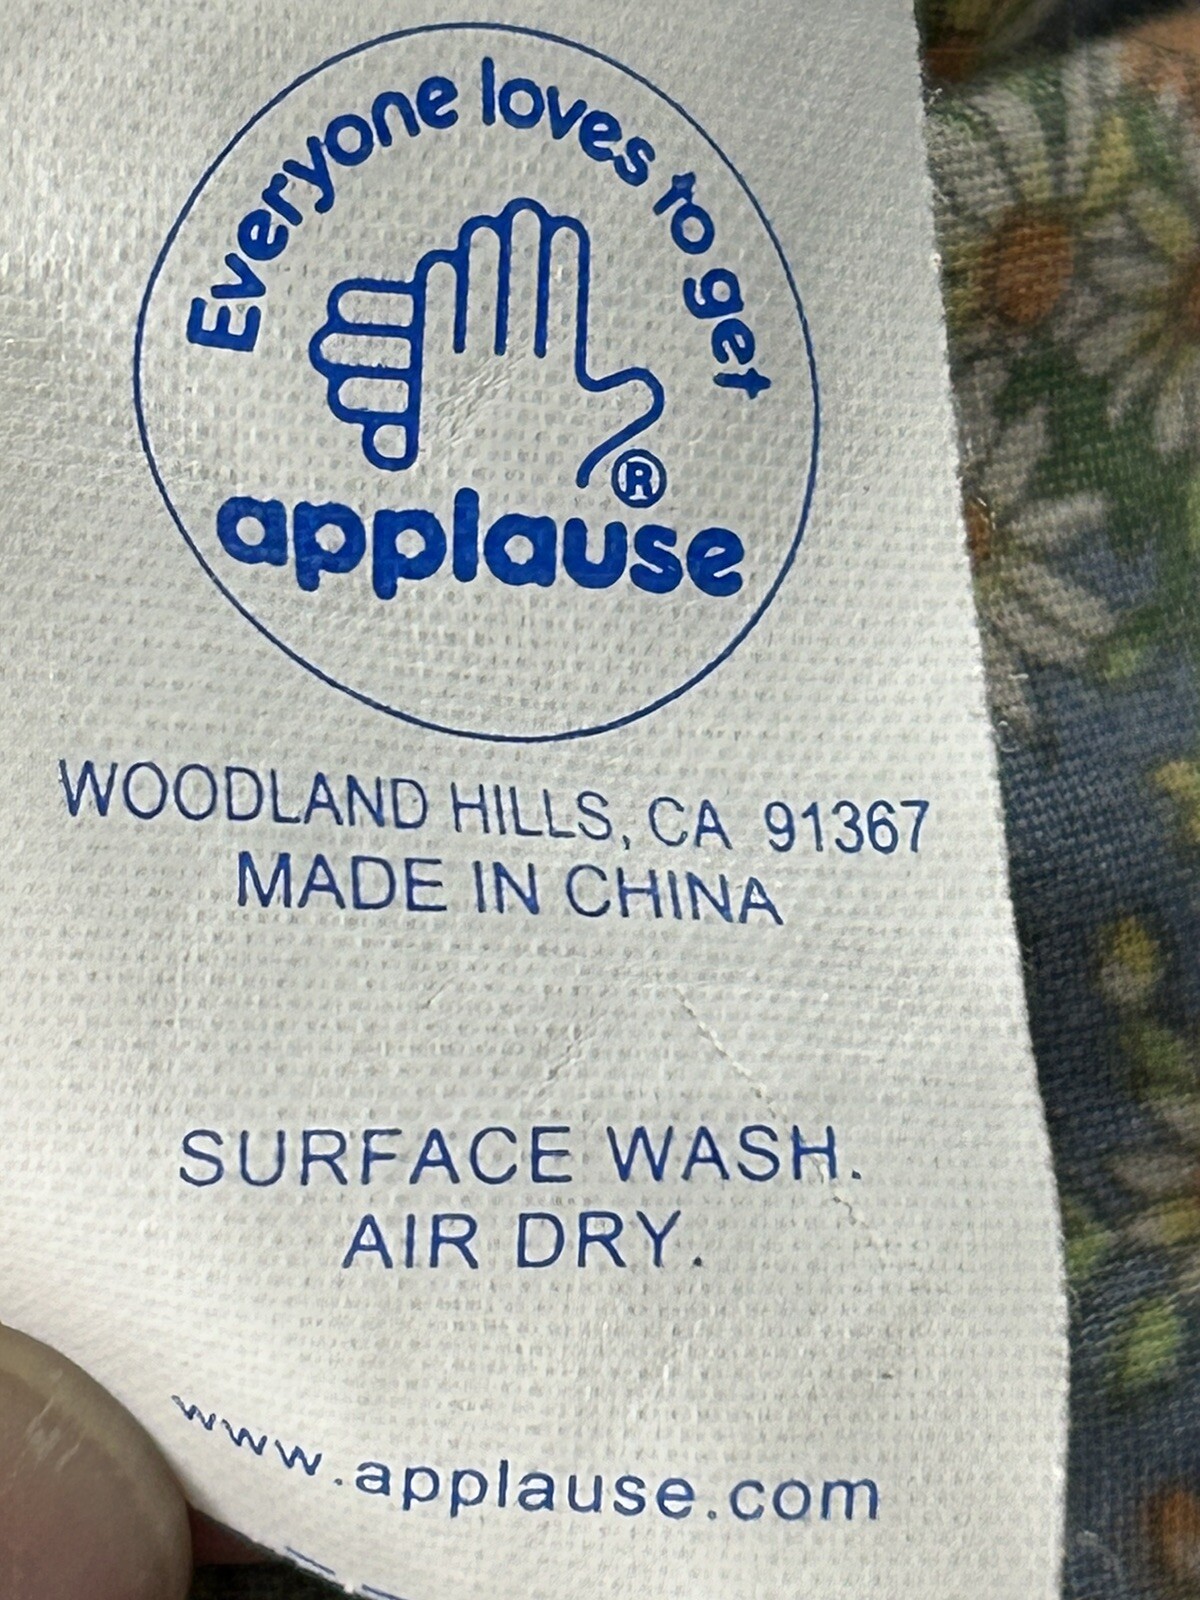 Everyone loves to get
applause®
WOODLAND HILLS, CA 91367
MADE IN CHINA
SURFACE WASH.
AIR DRY.
www.applause.com